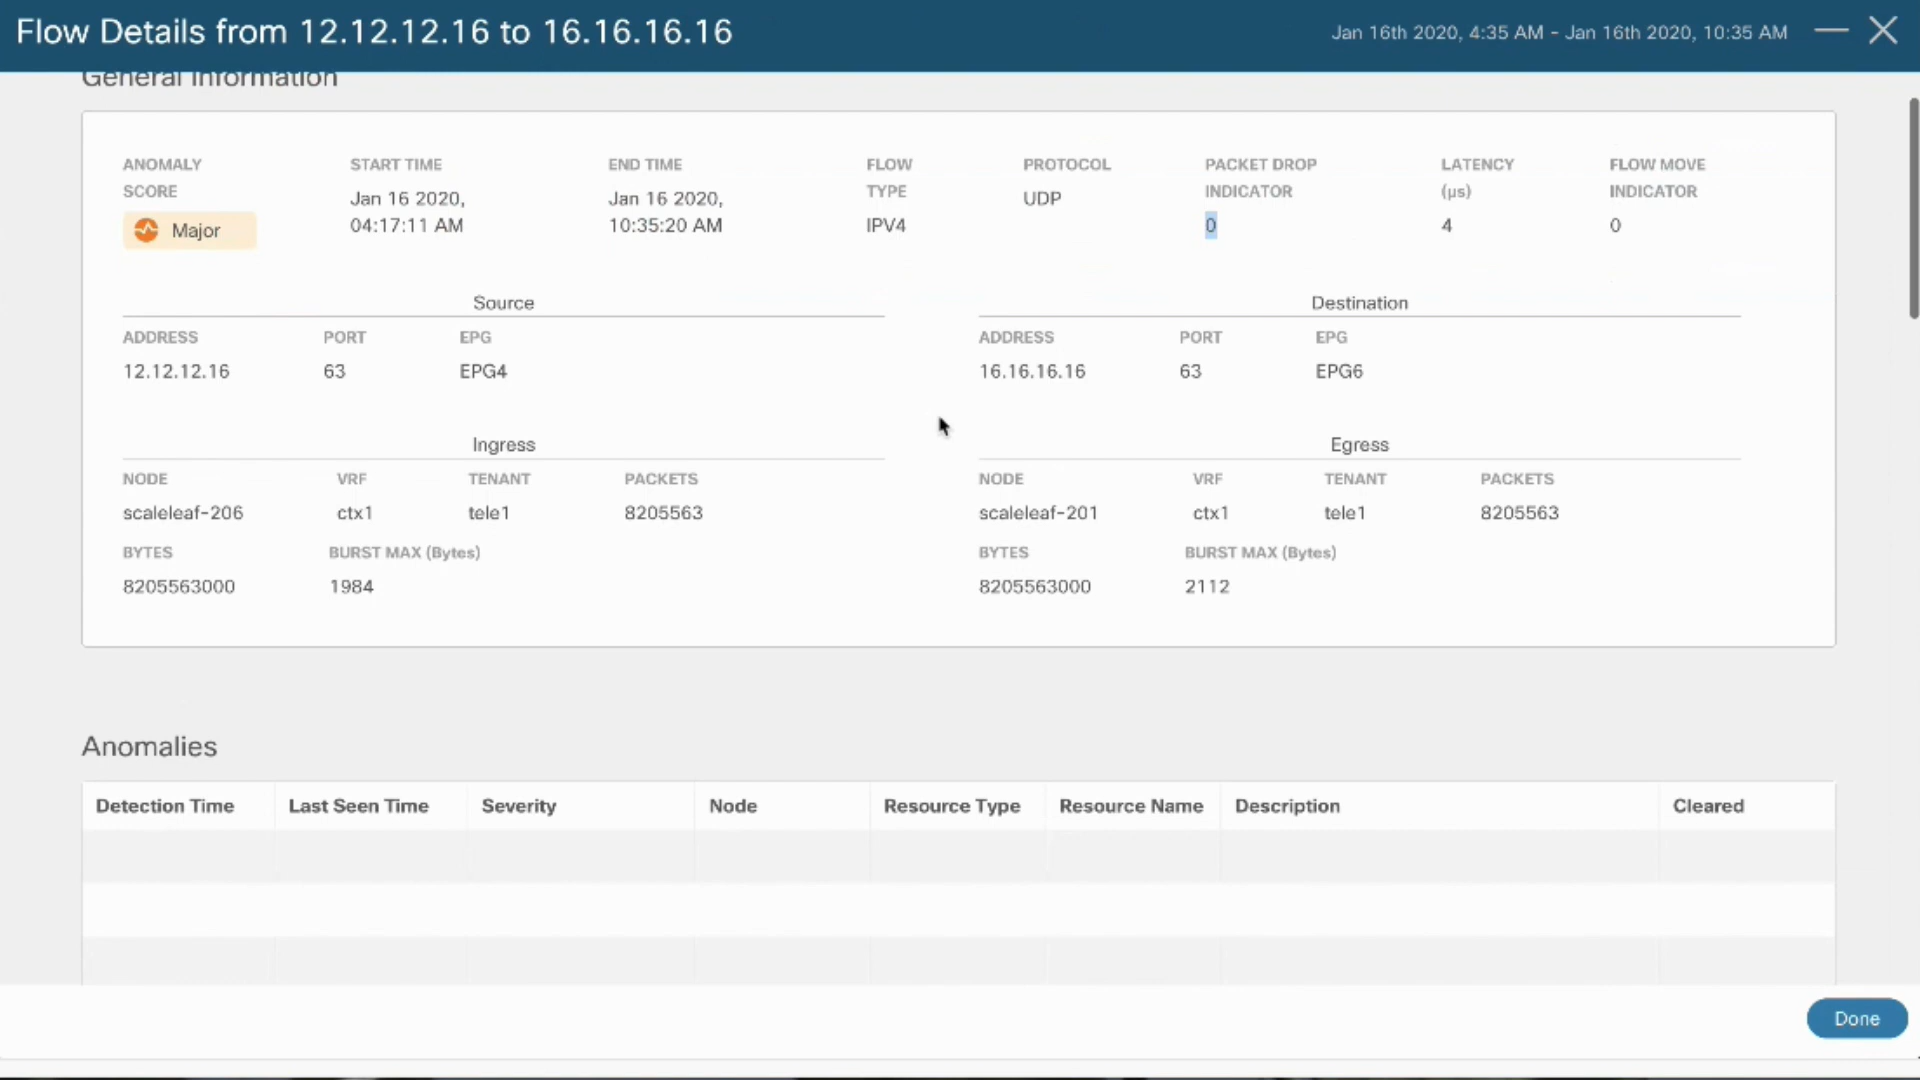 Flow Details from 12.12.12.16 to 16.16.16.16
Jan 16th 2020, 4:35 AM - Jan 16th 2020, 10:35 AM
General Information
ANOMALY SCORE
Major
START TIME
Jan 16 2020, 04:17:11 AM
END TIME
Jan 16 2020, 10:35:20 AM
FLOW TYPE
IPV4
PROTOCOL
UDP
PACKET DROP INDICATOR
0
LATENCY (µs)
4
FLOW MOVE INDICATOR
0
Source
ADDRESS PORT EPG
12.12.12.16 63 EPG4
Destination
ADDRESS PORT EPG
16.16.16.16 63 EPG6
Ingress
NODE VRF TENANT PACKETS
scaleleaf-206 ctx1 tele1 8205563
BYTES BURST MAX (Bytes)
8205563000 1984
Egress
NODE VRF TENANT PACKETS
scaleleaf-201 ctx1 tele1 8205563
BYTES BURST MAX (Bytes)
8205563000 2112
Anomalies
Detection Time Last Seen Time Severity Node Resource Type Resource Name Description Cleared
Done